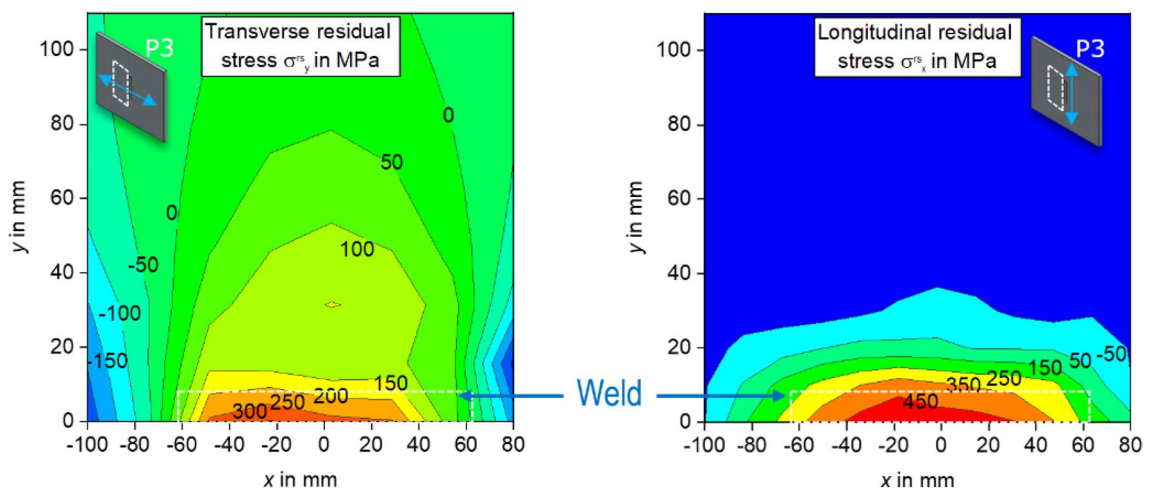 P3
Transverse residual
stress σ^rs_y in MPa
y in mm
100
80
60
40
20
0
-100 -80 -60 -40 -20 0 20 40 60 80
x in mm
0
50
0
100
-50
-100
-150
150
200
250
300
Weld
Longitudinal residual
stress σ^rs_x in MPa
P3
y in mm
100
80
60
40
20
0
-100 -80 -60 -40 -20 0 20 40 60 80
x in mm
-50
50
150
250
350
450